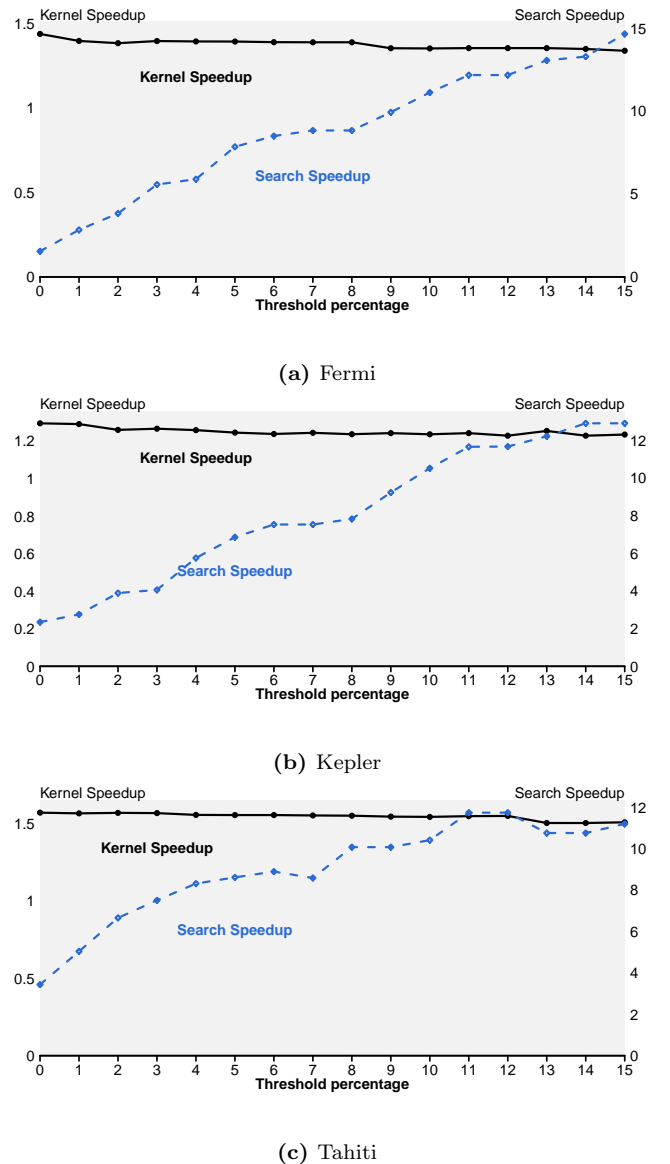 Kernel Speedup Search Speedup
1.5 15
Kernel Speedup
1 10
Search Speedup
0.5 5
0 0
0 1 2 3 4 5 6 7 8 9 10 11 12 13 14 15
Threshold percentage
(a) Fermi
Kernel Speedup Search Speedup
1.2 12
Kernel Speedup
1 10
0.8 8
0.6 6
Search Speedup
0.4 4
0.2 2
0 0
0 1 2 3 4 5 6 7 8 9 10 11 12 13 14 15
Threshold percentage
(b) Kepler
Kernel Speedup Search Speedup
12
1.5
Kernel Speedup
10
1 8
Search Speedup
6
0.5 4
2
0 0
0 1 2 3 4 5 6 7 8 9 10 11 12 13 14 15
Threshold percentage
(c) Tahiti